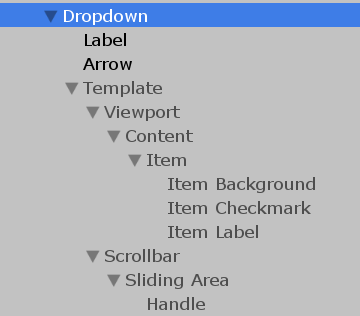 Dropdown
Label
Arrow
Template
Viewport
Content
Item
Item Background
Item Checkmark
Item Label
Scrollbar
Sliding Area
Handle